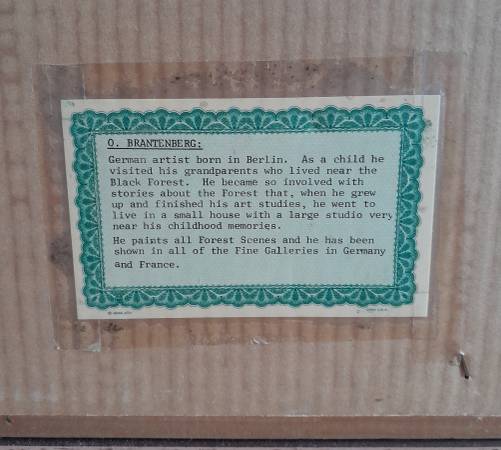 O. BRANTENBERG:
German artist born in Berlin. As a child he
visited his grandparents who lived near the
Black Forest. He became so involved with
stories about the Forest that, when he grew
up and finished his art studies, he went to
live in a small house with a large studio very
near his childhood memories.
He paints all Forest Scenes and he has been
shown in all of the Fine Galleries in Germany
and France.